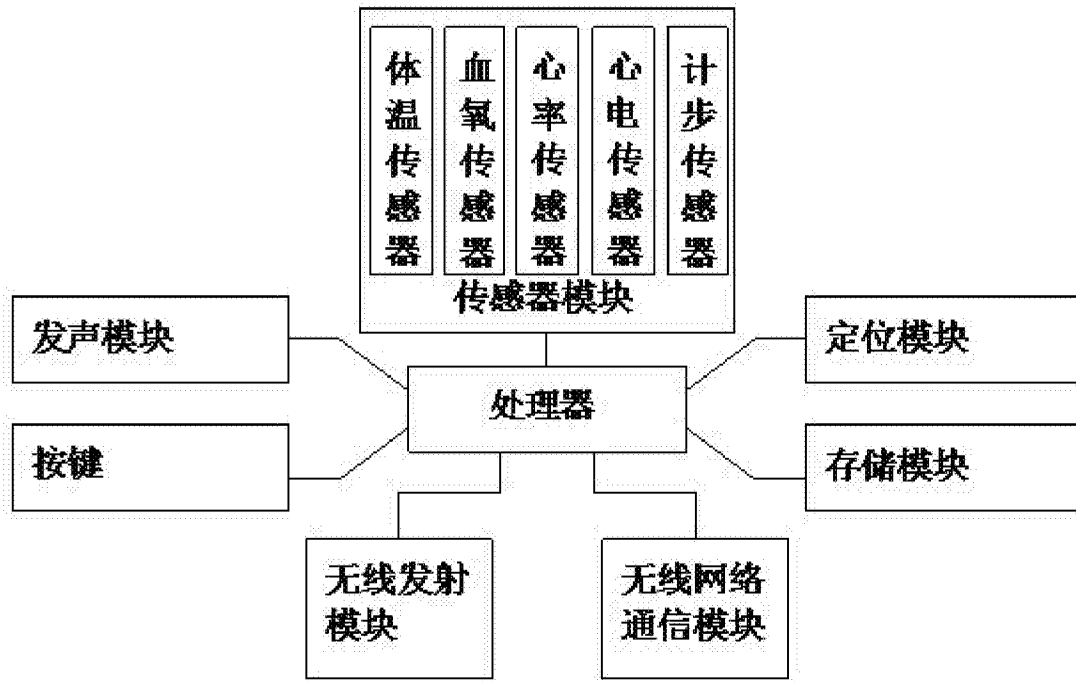 体温传感器
血氧传感器
心率传感器
心电传感器
计步传感器
传感器模块
发声模块
定位模块
处理器
按键
存储模块
无线发射
模块
无线网络
通信模块